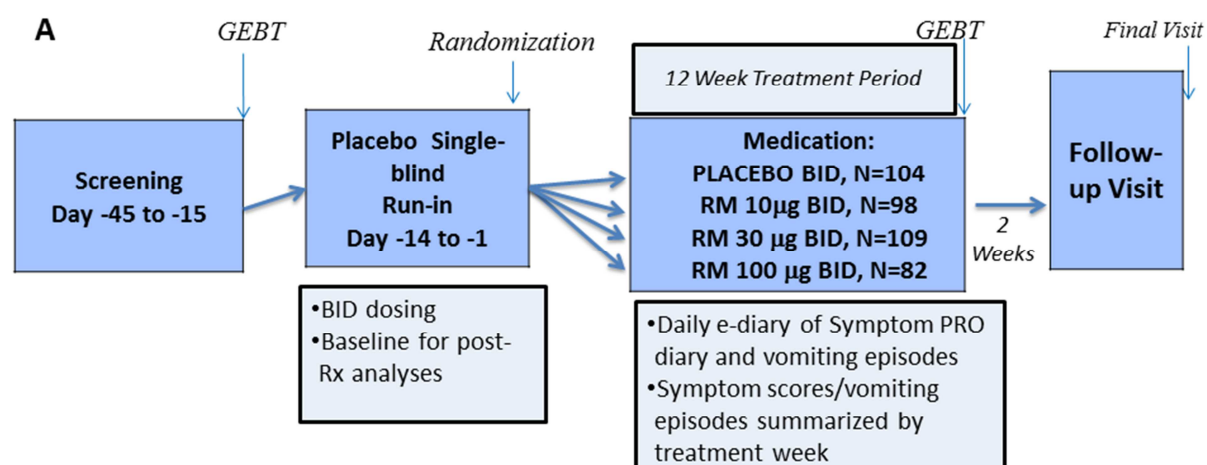 A
GEBT
Randomization
GEBT
Final Visit
Screening
Day -45 to -15
Placebo Single-
blind
Run-in
Day -14 to -1
12 Week Treatment Period
Medication:
PLACEBO BID, N=104
RM 10µg BID, N=98
RM 30 µg BID, N=109
RM 100 µg BID, N=82
2
Weeks
Follow-
up Visit
•BID dosing
•Baseline for post-
Rx analyses
•Daily e-diary of Symptom PRO
diary and vomiting episodes
•Symptom scores/vomiting
episodes summarized by
treatment week